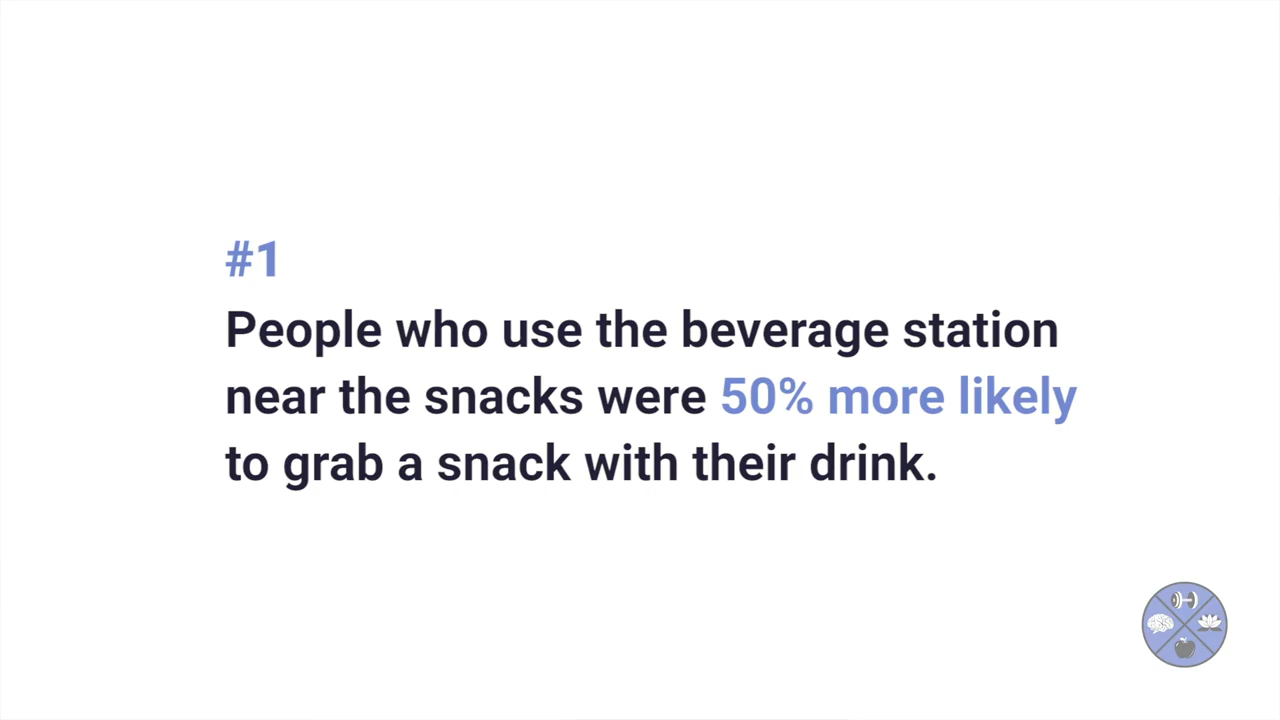 #1
People who use the beverage station
near the snacks were 50% more likely
to grab a snack with their drink.